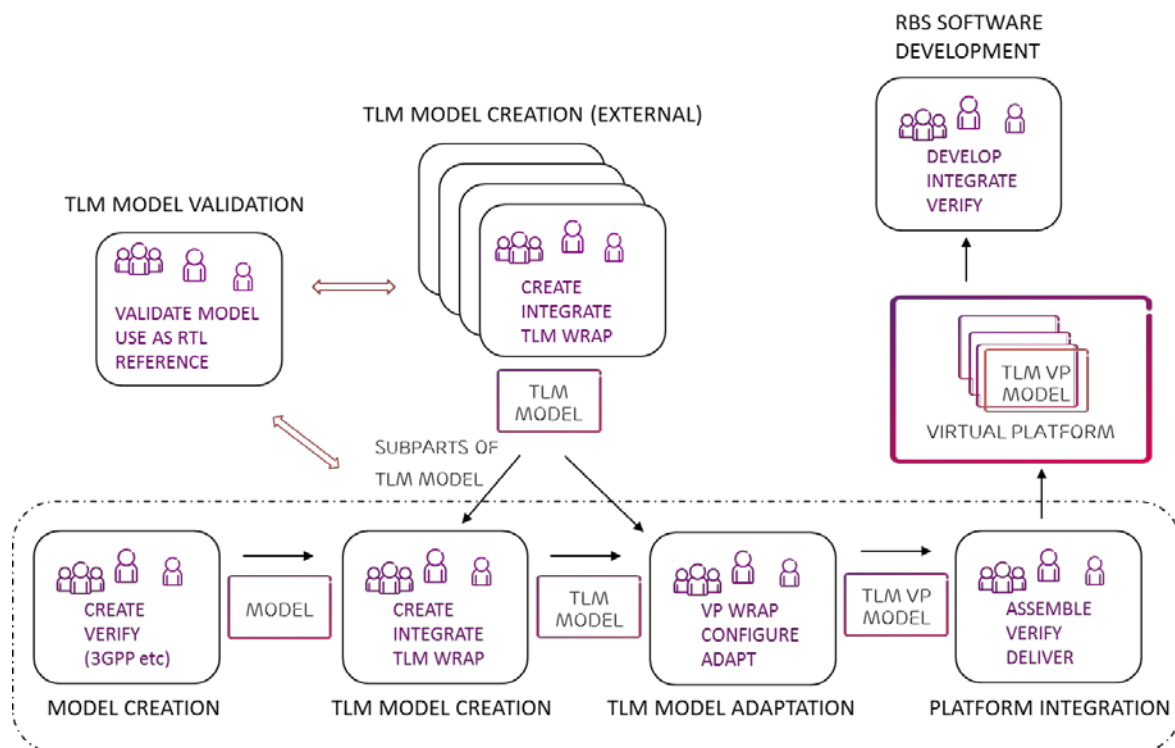 RBS SOFTWARE
DEVELOPMENT
DEVELOP
INTEGRATE
VERIFY
TLM MODEL CREATION (EXTERNAL)
CREATE
INTEGRATE
TLM WRAP
TLM MODEL VALIDATION
VALIDATE MODEL
USE AS RTL
REFERENCE
TLM
MODEL
SUBPARTS OF
TLM MODEL
TLM VP
MODEL
VIRTUAL PLATFORM
CREATE
VERIFY
(3GPP etc)
MODEL CREATION
MODEL
CREATE
INTEGRATE
TLM WRAP
TLM MODEL CREATION
TLM
MODEL
VP WRAP
CONFIGURE
ADAPT
TLM MODEL ADAPTATION
TLM VP
MODEL
ASSEMBLE
VERIFY
DELIVER
PLATFORM INTEGRATION